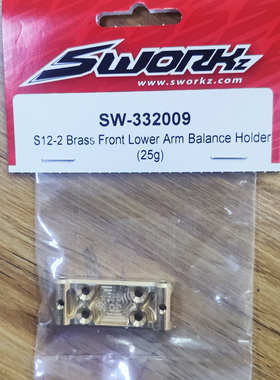 SWORKz
www.sworkz.com
SW-332009
S12-2 Brass Front Lower Arm Balance Holder
(25g)